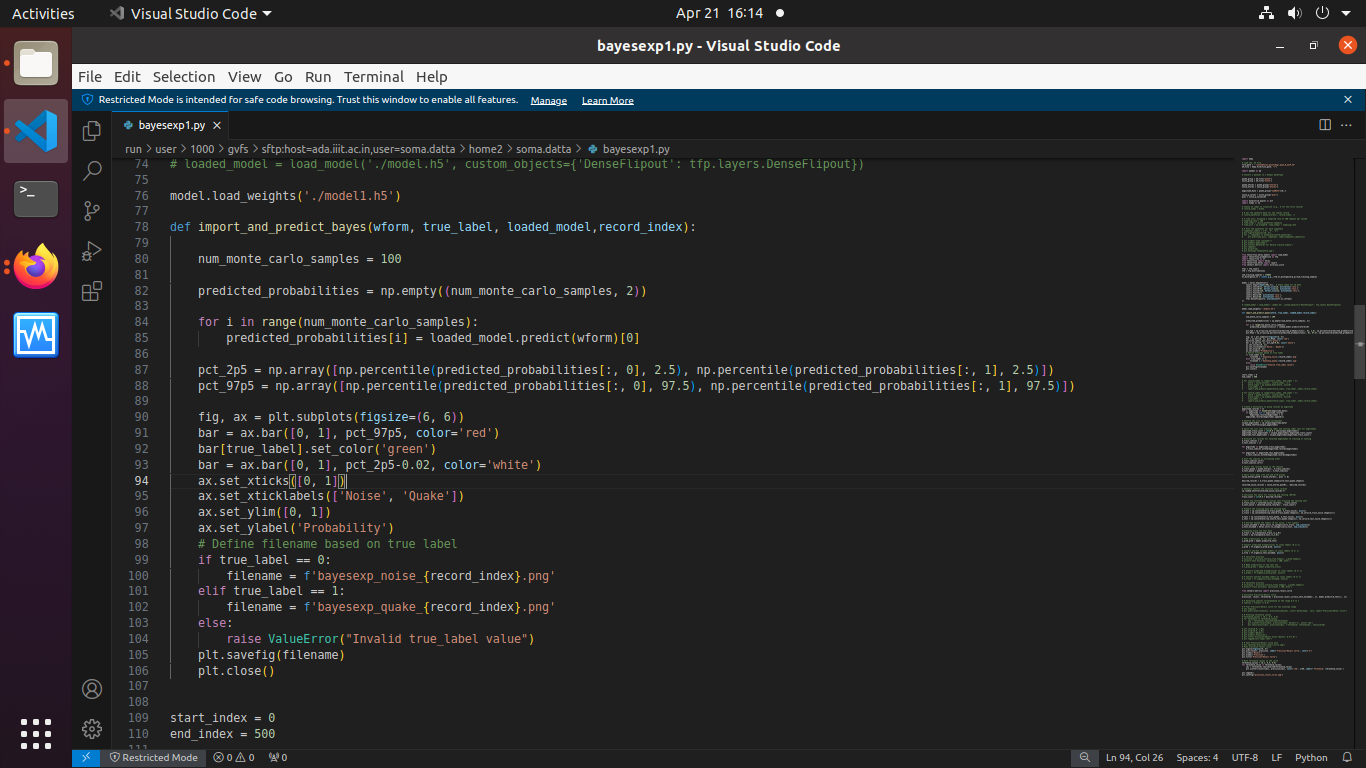 Activities
Visual Studio Code
Apr 21 16:14
bayesexp1.py - Visual Studio Code
File Edit Selection View Go Run Terminal Help
Restricted Mode is intended for safe code browsing. Trust this window to enable all features. Manage Learn More
bayesexp1.py
run > user > 1000 > gvfs > sftp:host=ada.iiit.ac.in,user=soma.datta > home2 > soma.datta > bayesexp1.py
74 # loaded_model = load_model('./model.h5', custom_objects={'DenseFlipout': tfp.layers.DenseFlipout})
75
76 model.load_weights('./model1.h5')
77
78 def import_and_predict_bayes(wform, true_label, loaded_model,record_index):
79
80     num_monte_carlo_samples = 100
81
82     predicted_probabilities = np.empty((num_monte_carlo_samples, 2))
83
84     for i in range(num_monte_carlo_samples):
85         predicted_probabilities[i] = loaded_model.predict(wform)[0]
86
87     pct_2p5 = np.array([np.percentile(predicted_probabilities[:, 0], 2.5), np.percentile(predicted_probabilities[:, 1], 2.5)])
88     pct_97p5 = np.array([np.percentile(predicted_probabilities[:, 0], 97.5), np.percentile(predicted_probabilities[:, 1], 97.5)])
89
90     fig, ax = plt.subplots(figsize=(6, 6))
91     bar = ax.bar([0, 1], pct_97p5, color='red')
92     bar[true_label].set_color('green')
93     bar = ax.bar([0, 1], pct_2p5-0.02, color='white')
94     ax.set_xticks([0, 1])
95     ax.set_xticklabels(['Noise', 'Quake'])
96     ax.set_ylim([0, 1])
97     ax.set_ylabel('Probability')
98     # Define filename based on true label
99     if true_label == 0:
100         filename = f'bayesexp_noise_{record_index}.png'
101     elif true_label == 1:
102         filename = f'bayesexp_quake_{record_index}.png'
103     else:
104         raise ValueError("Invalid true_label value")
105     plt.savefig(filename)
106     plt.close()
107
108
109 start_index = 0
110 end_index = 500
Restricted Mode 0 0 0 Ln 94, Col 26 Spaces: 4 UTF-8 LF Python